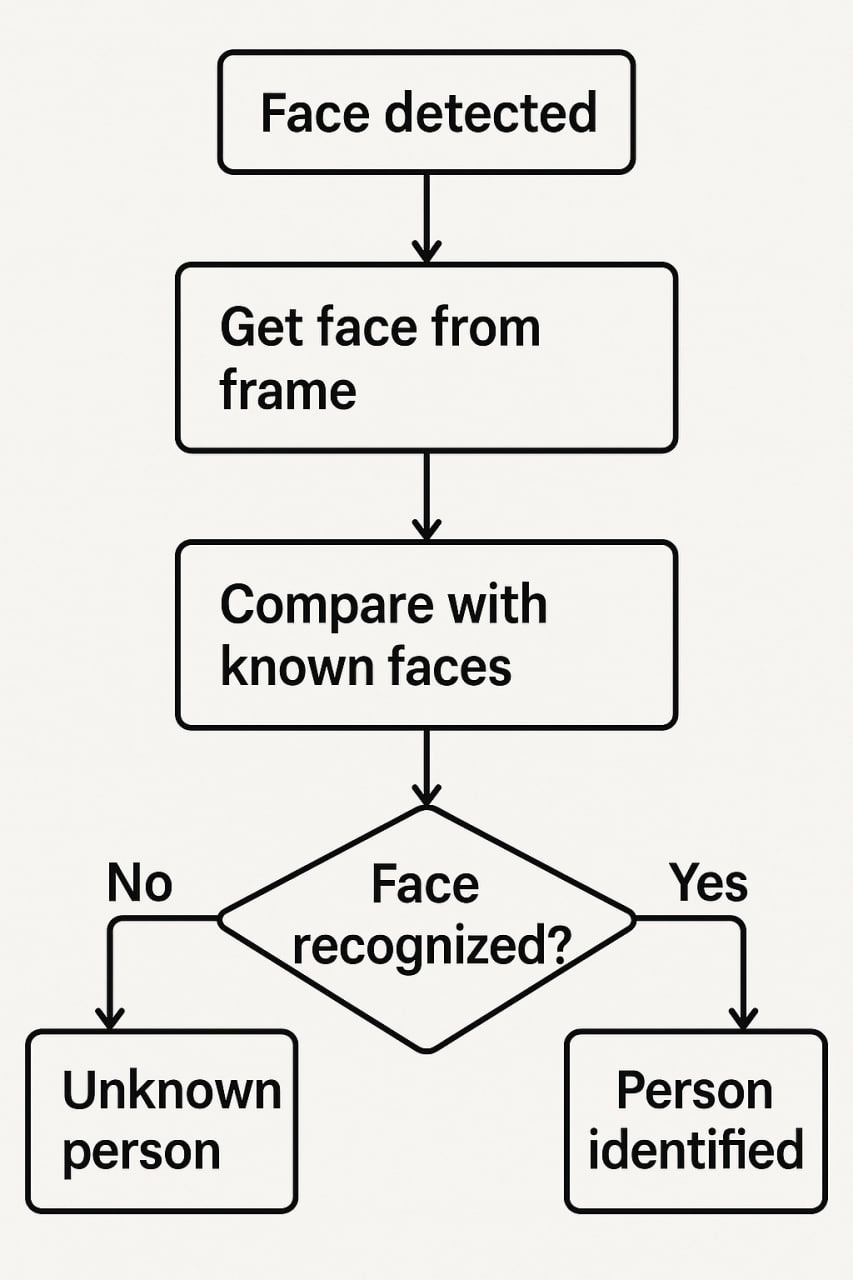 Face detected
Get face from
frame
Compare with
known faces
Face
recognized?
No
Yes
Unknown
person
Person
identified